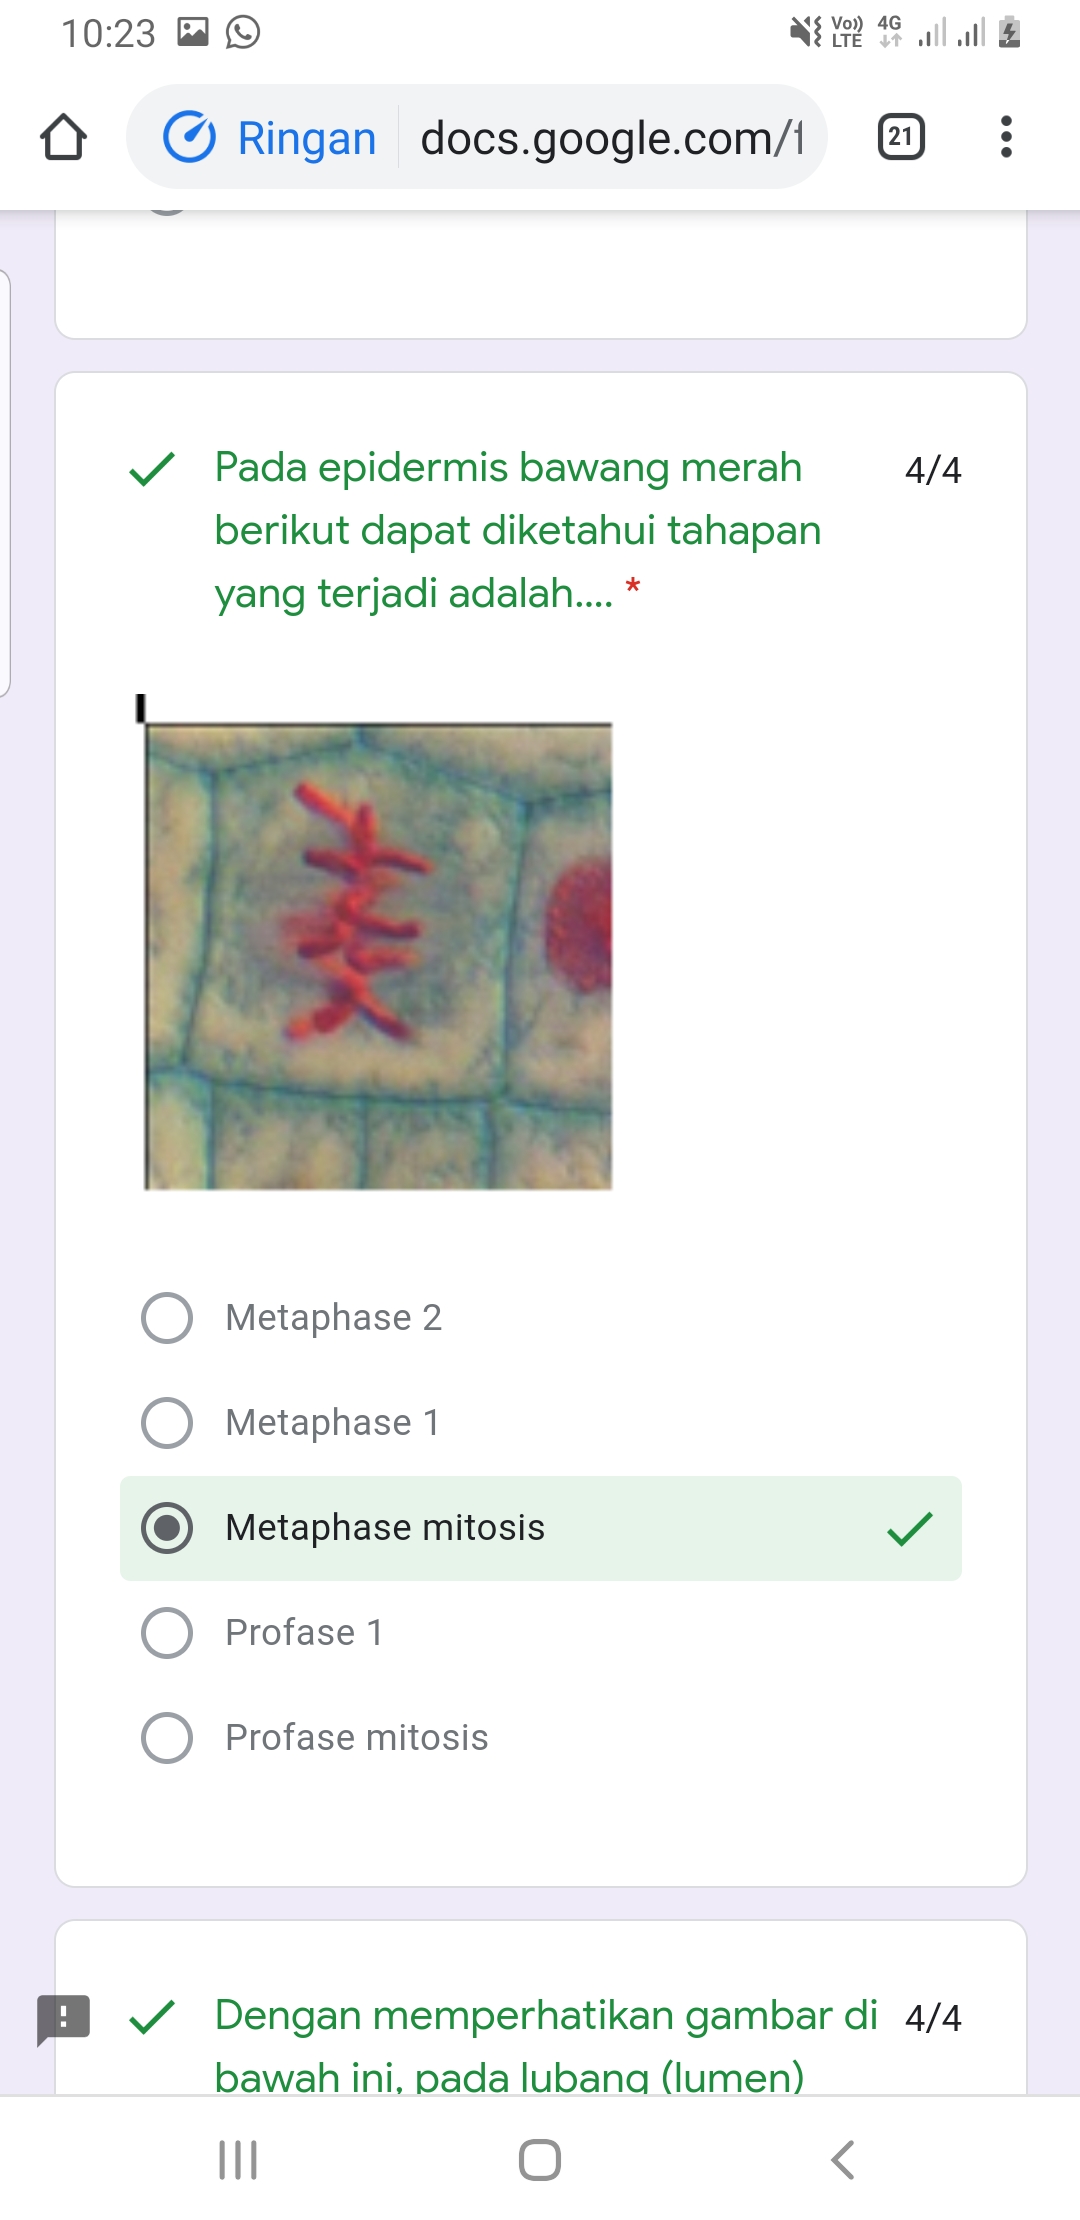 10:23
Vo)) LTE 4G
Ringan docs.google.com/f
21
Pada epidermis bawang merah
berikut dapat diketahui tahapan
yang terjadi adalah.... *
4/4
Metaphase 2
Metaphase 1
Metaphase mitosis
Profase 1
Profase mitosis
Dengan memperhatikan gambar di
4/4
bawah ini, pada lubang (lumen)